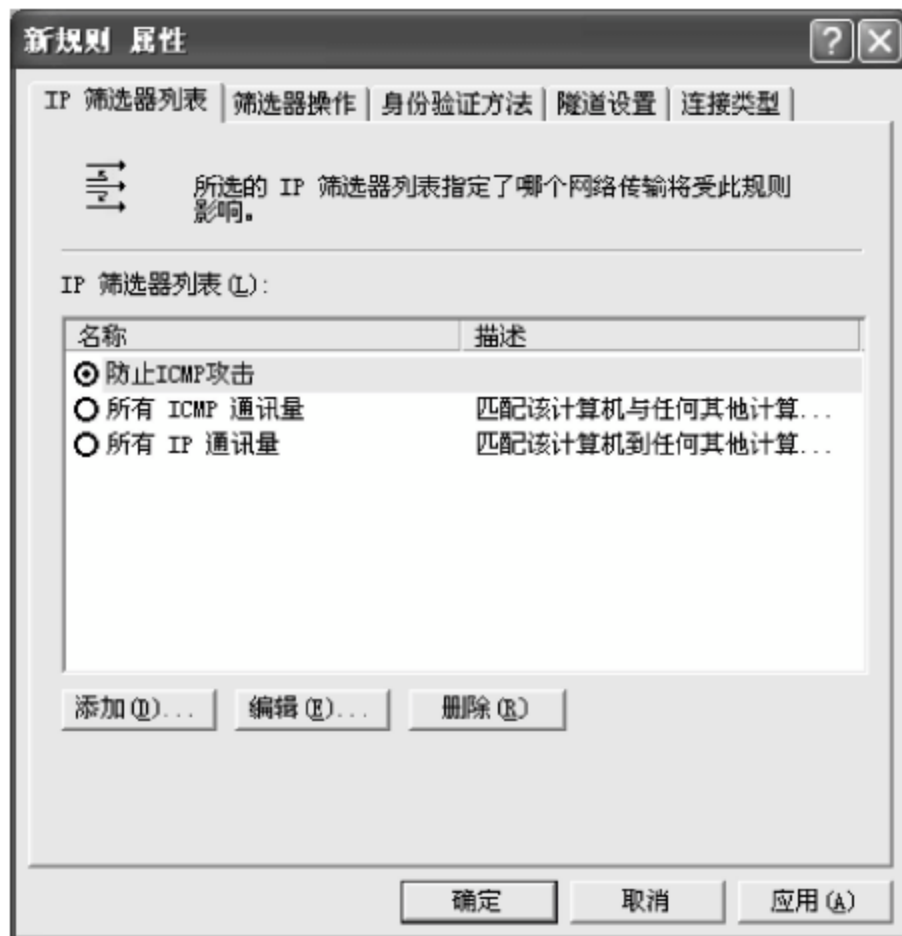 新规则 属性
IP 筛选器列表 筛选器操作 身份验证方法 隧道设置 连接类型
所选的 IP 筛选器列表指定了哪个网络传输将受此规则
影响。
IP 筛选器列表(L):
名称 描述
防止ICMP攻击
所有 ICMP 通讯量 匹配该计算机与任何其他计算...
所有 IP 通讯量 匹配该计算机到任何其他计算...
添加(D)... 编辑(E)... 删除(R)
确定 取消 应用(A)